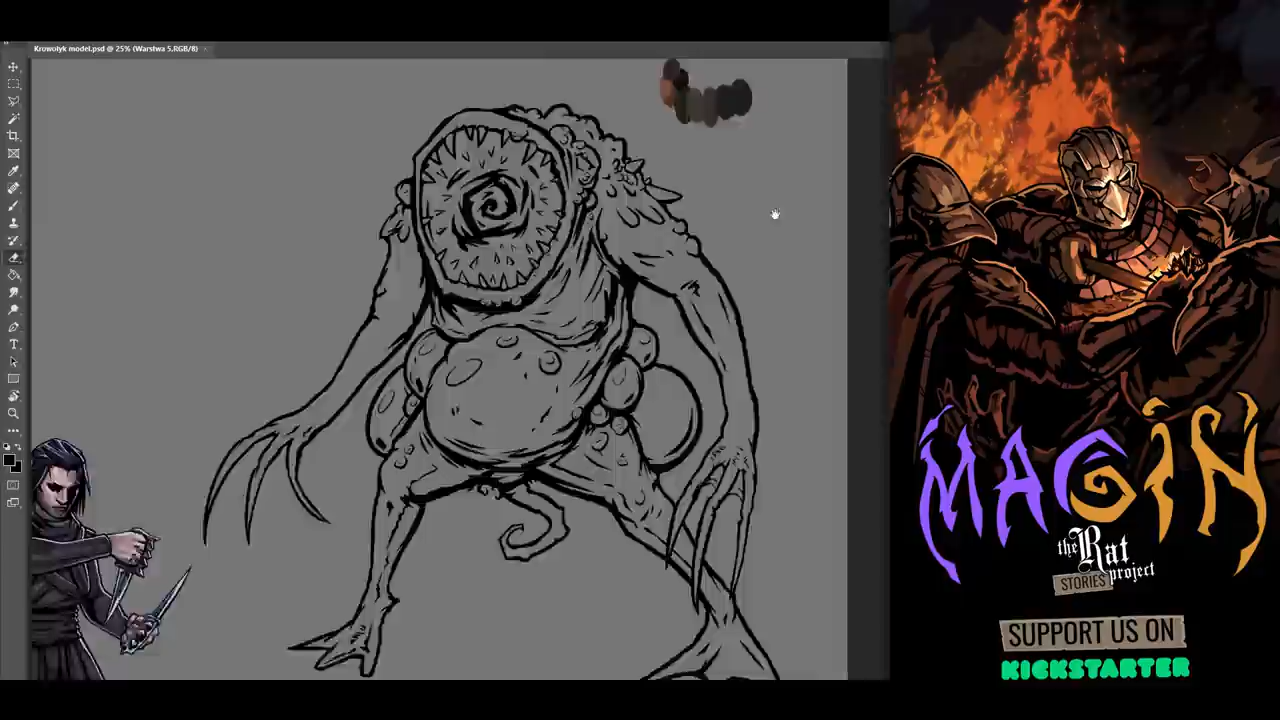 Krowolyk model.psd @ 25% (Warstwa 5.RGB/8)
MAGIN
the Rat
STORIES project
SUPPORT US ON
KICKSTARTER